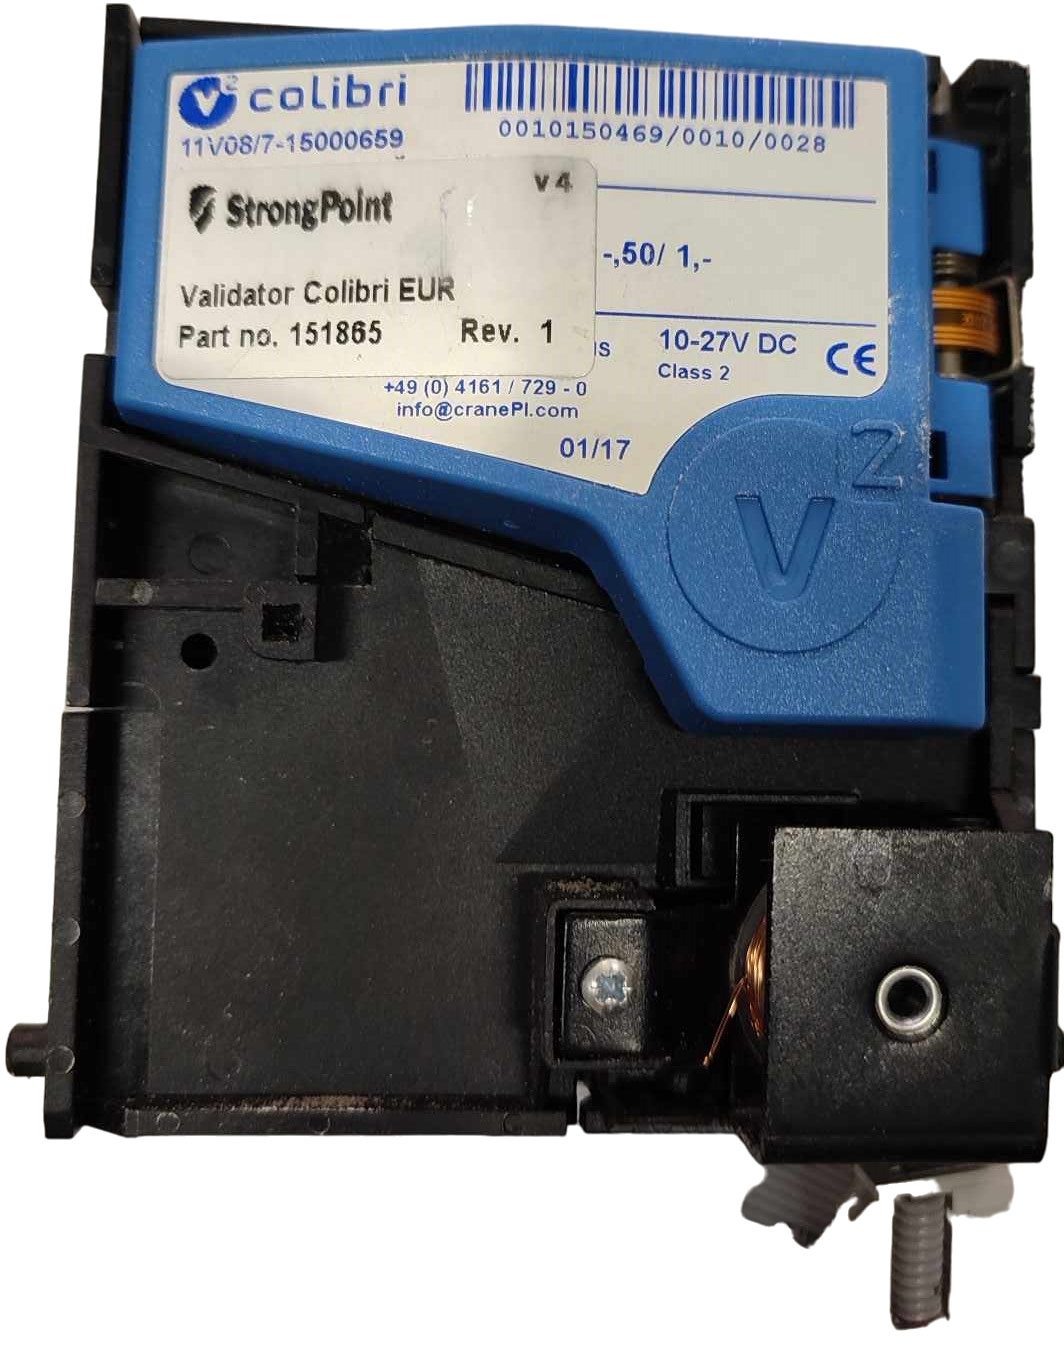 V² colibri
11V08/7-15000659
0010150469/0010/0028
v4
StrongPoint
-,50/ 1,-
Validator Colibri EUR
Part no. 151865 Rev. 1
10-27V DC
CE
Class 2
+49 (0) 4161 / 729 - 0
info@cranePI.com
01/17
V²